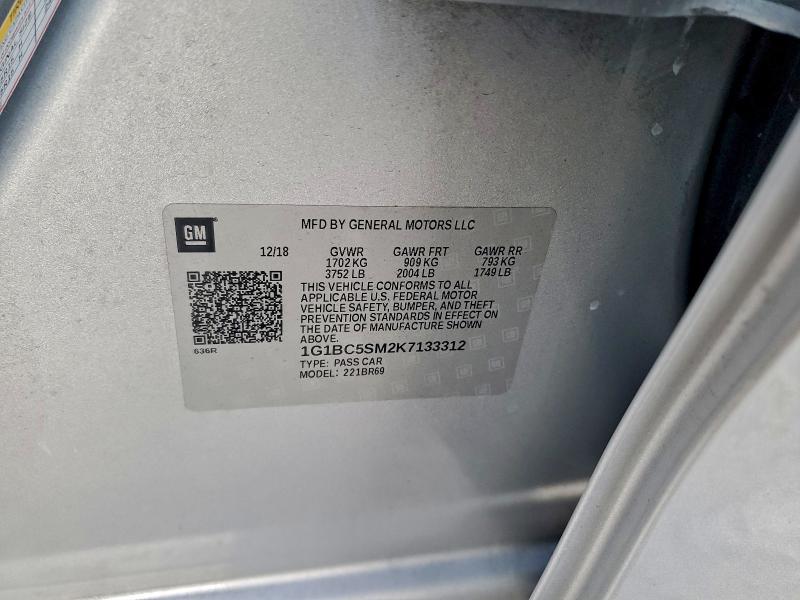 GM
MFD BY GENERAL MOTORS LLC
12/18 GVWR GAWR FRT GAWR RR
1702 KG 909 KG 793 KG
3752 LB 2004 LB 1749 LB
THIS VEHICLE CONFORMS TO ALL
APPLICABLE U.S. FEDERAL MOTOR
VEHICLE SAFETY, BUMPER, AND THEFT
PREVENTION STANDARDS IN EFFECT ON
THE DATE OF MANUFACTURE SHOWN
ABOVE.
636R
1G1BC5SM2K7133312
TYPE: PASS CAR
MODEL: 221BR69